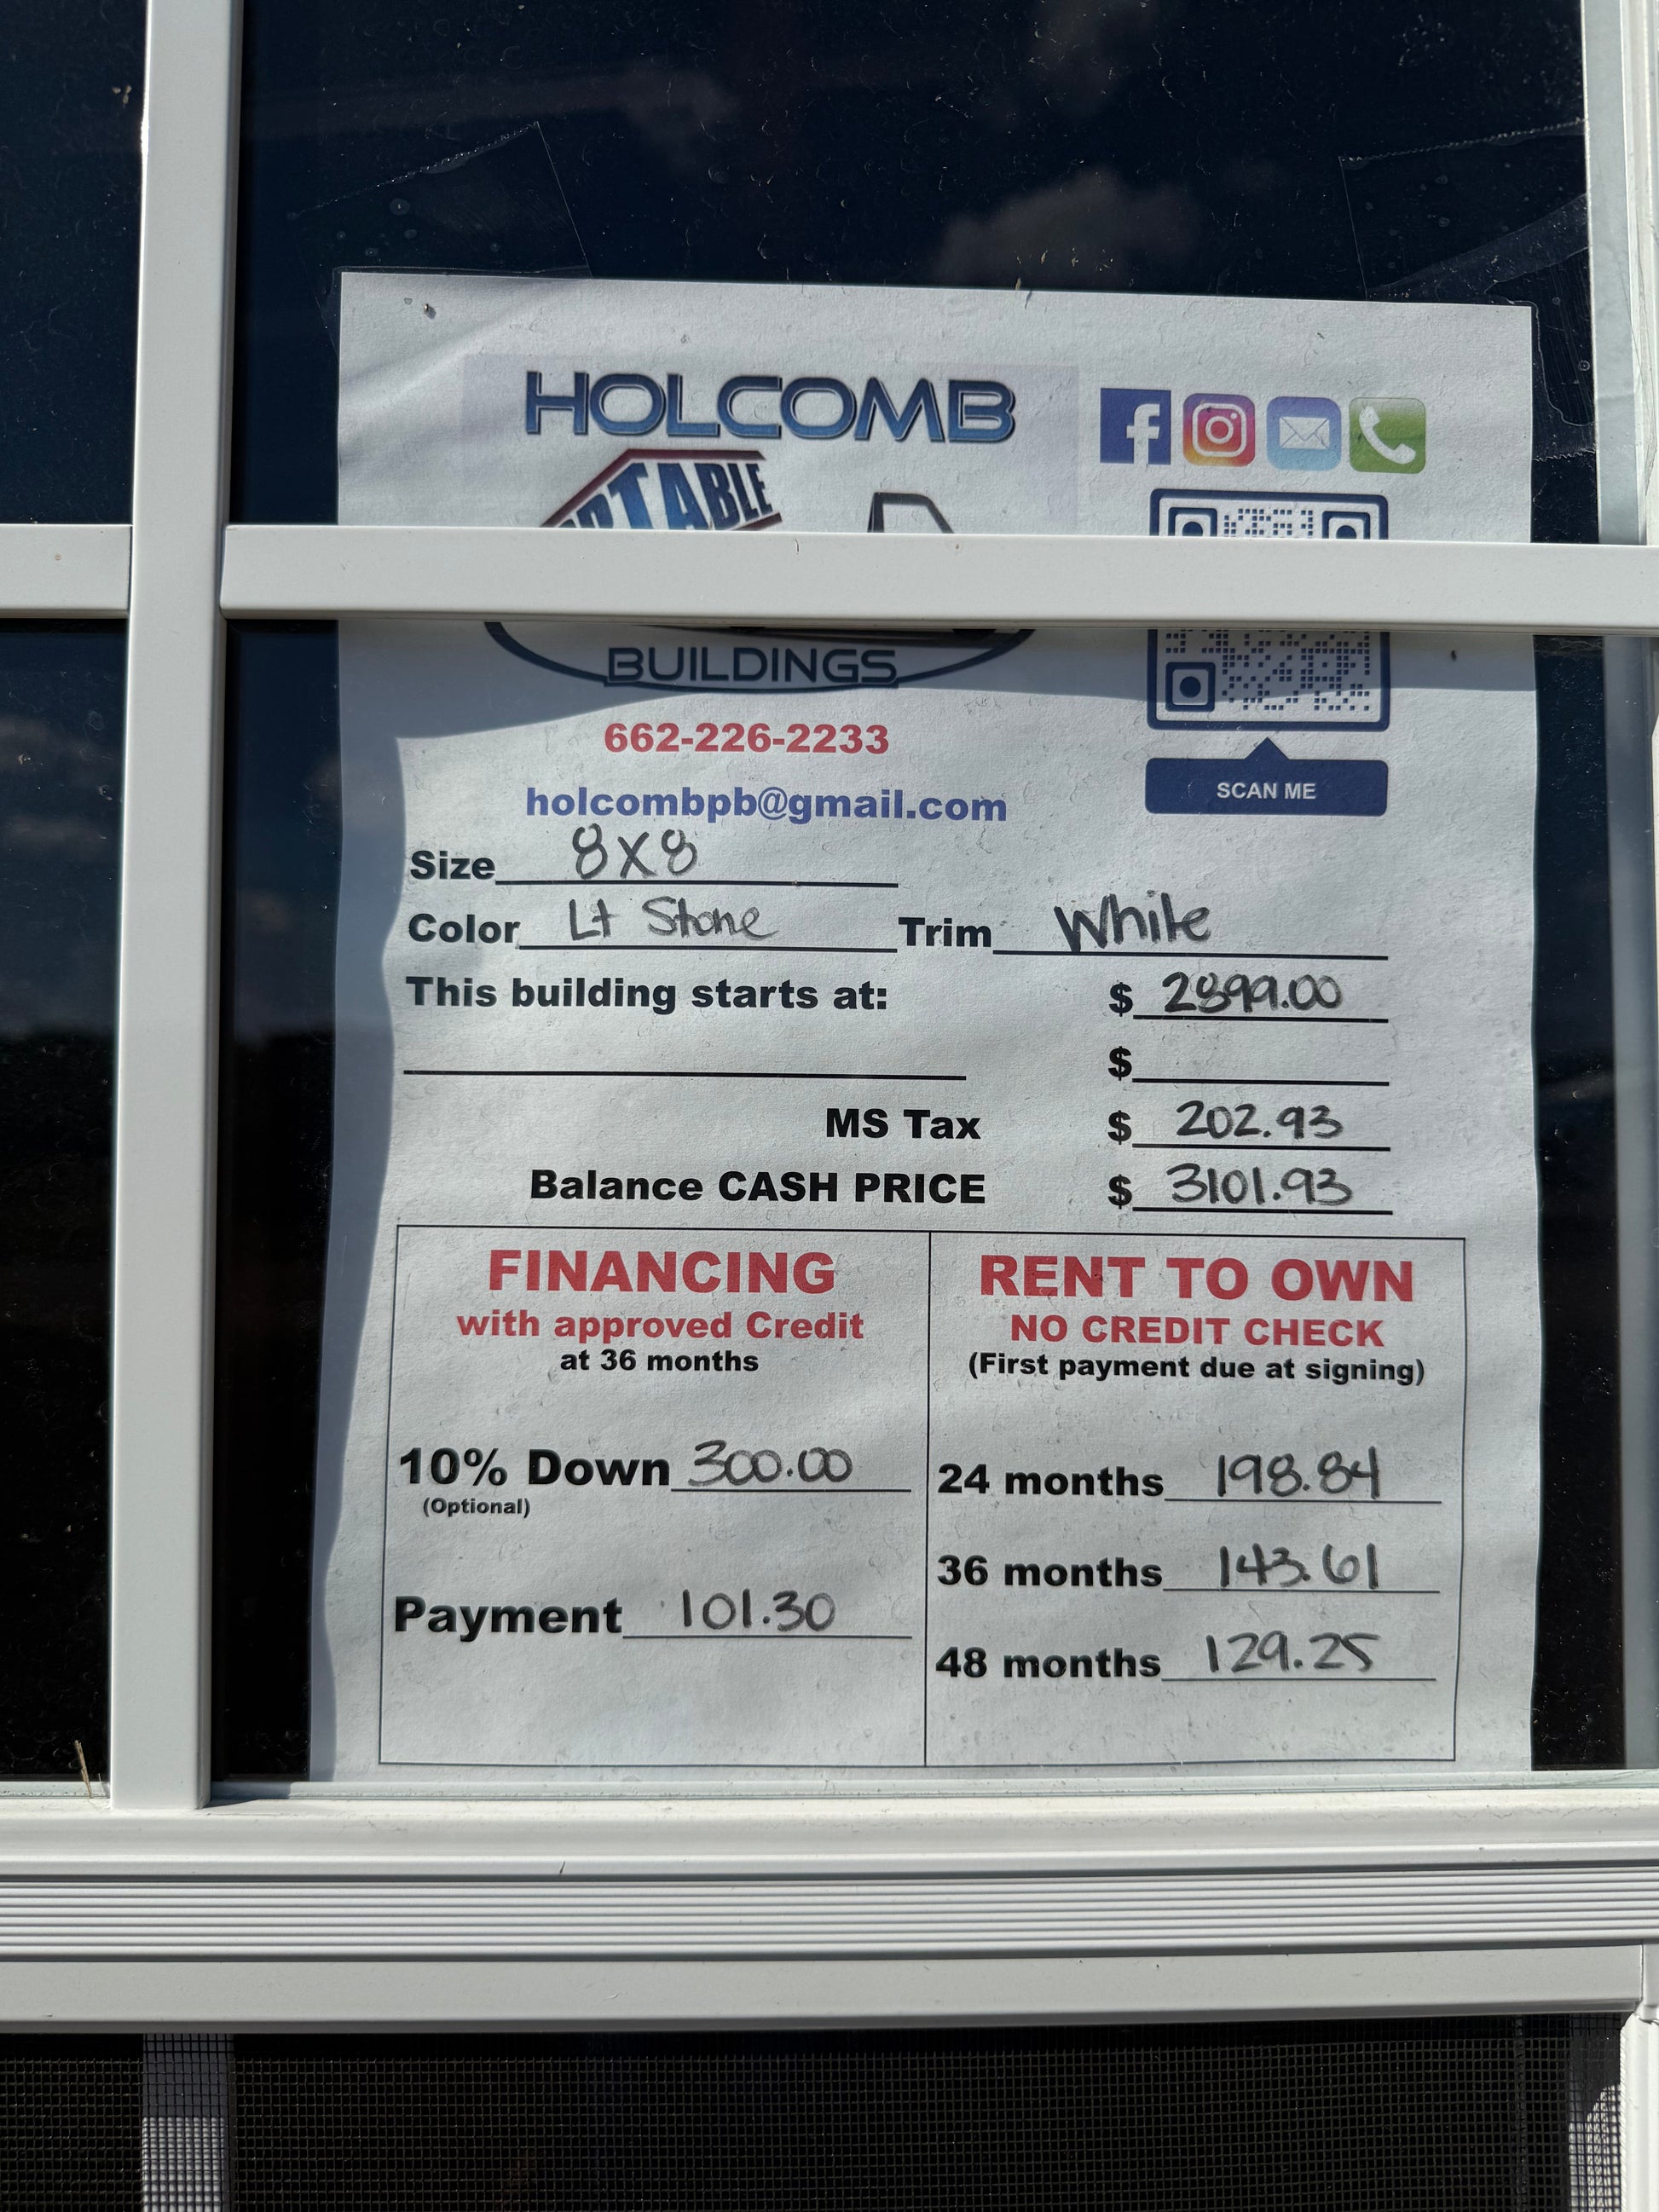 HOLCOMB
BUILDINGS
SCAN ME
662-226-2233
holcombpb@gmail.com
Size 8x8
Color Lt Stone Trim White
This building starts at: $ 2899.00
$
MS Tax $ 202.93
Balance CASH PRICE $ 3101.93
FINANCING
with approved Credit
at 36 months
10% Down 300.00
(Optional)
Payment 101.30
RENT TO OWN
NO CREDIT CHECK
(First payment due at signing)
24 months 198.84
36 months 143.61
48 months 129.25